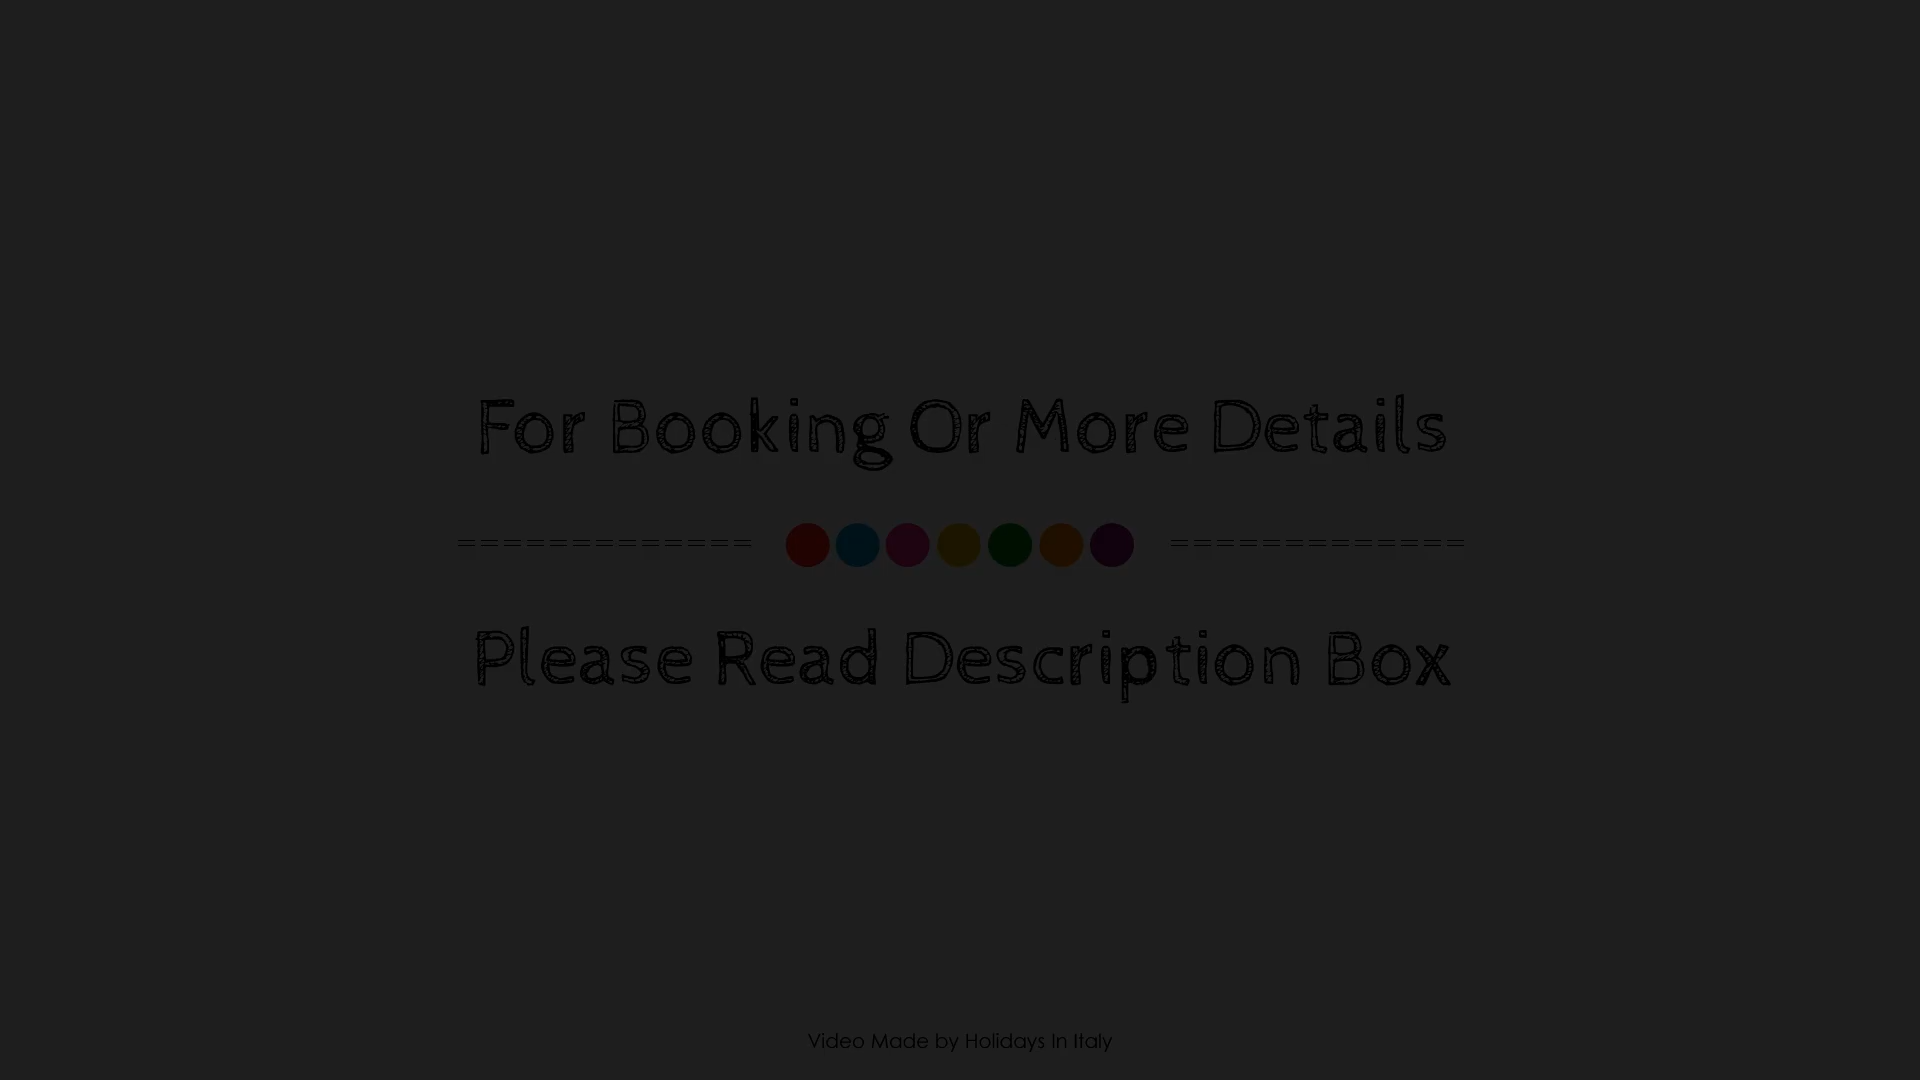 For Booking Or More Details
============= =============
Please Read Description Box
Video Made by Holidays In Italy